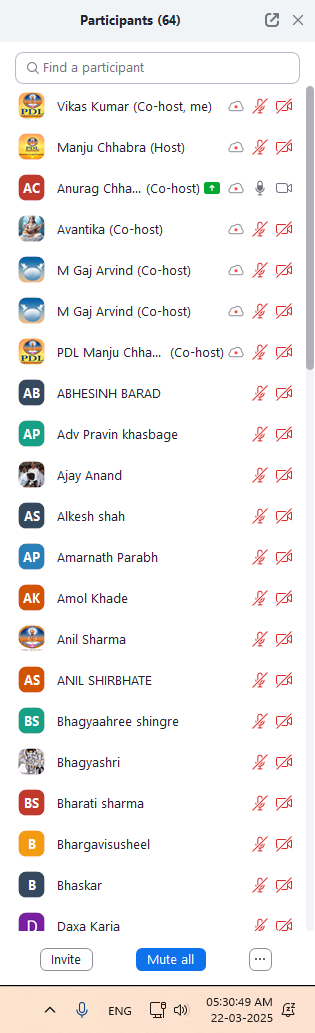 Participants (64)
Find a participant
PDL Vikas Kumar (Co-host, me)
Manju Chhabra (Host)
AC Anurag Chha... (Co-host)
Avantika (Co-host)
M Gaj Arvind (Co-host)
M Gaj Arvind (Co-host)
PDL PDL Manju Chha... (Co-host)
AB ABHESINH BARAD
AP Adv Pravin khasbage
Ajay Anand
AS Alkesh shah
AP Amarnath Parabh
AK Amol Khade
Anil Sharma
AS ANIL SHIRBHATE
BS Bhagyaahree shingre
Bhagyashri
BS Bharati sharma
B Bhargavisusheel
B Bhaskar
D Daxa Karia
Invite Mute all ...
ENG 05:30:49 AM
22-03-2025